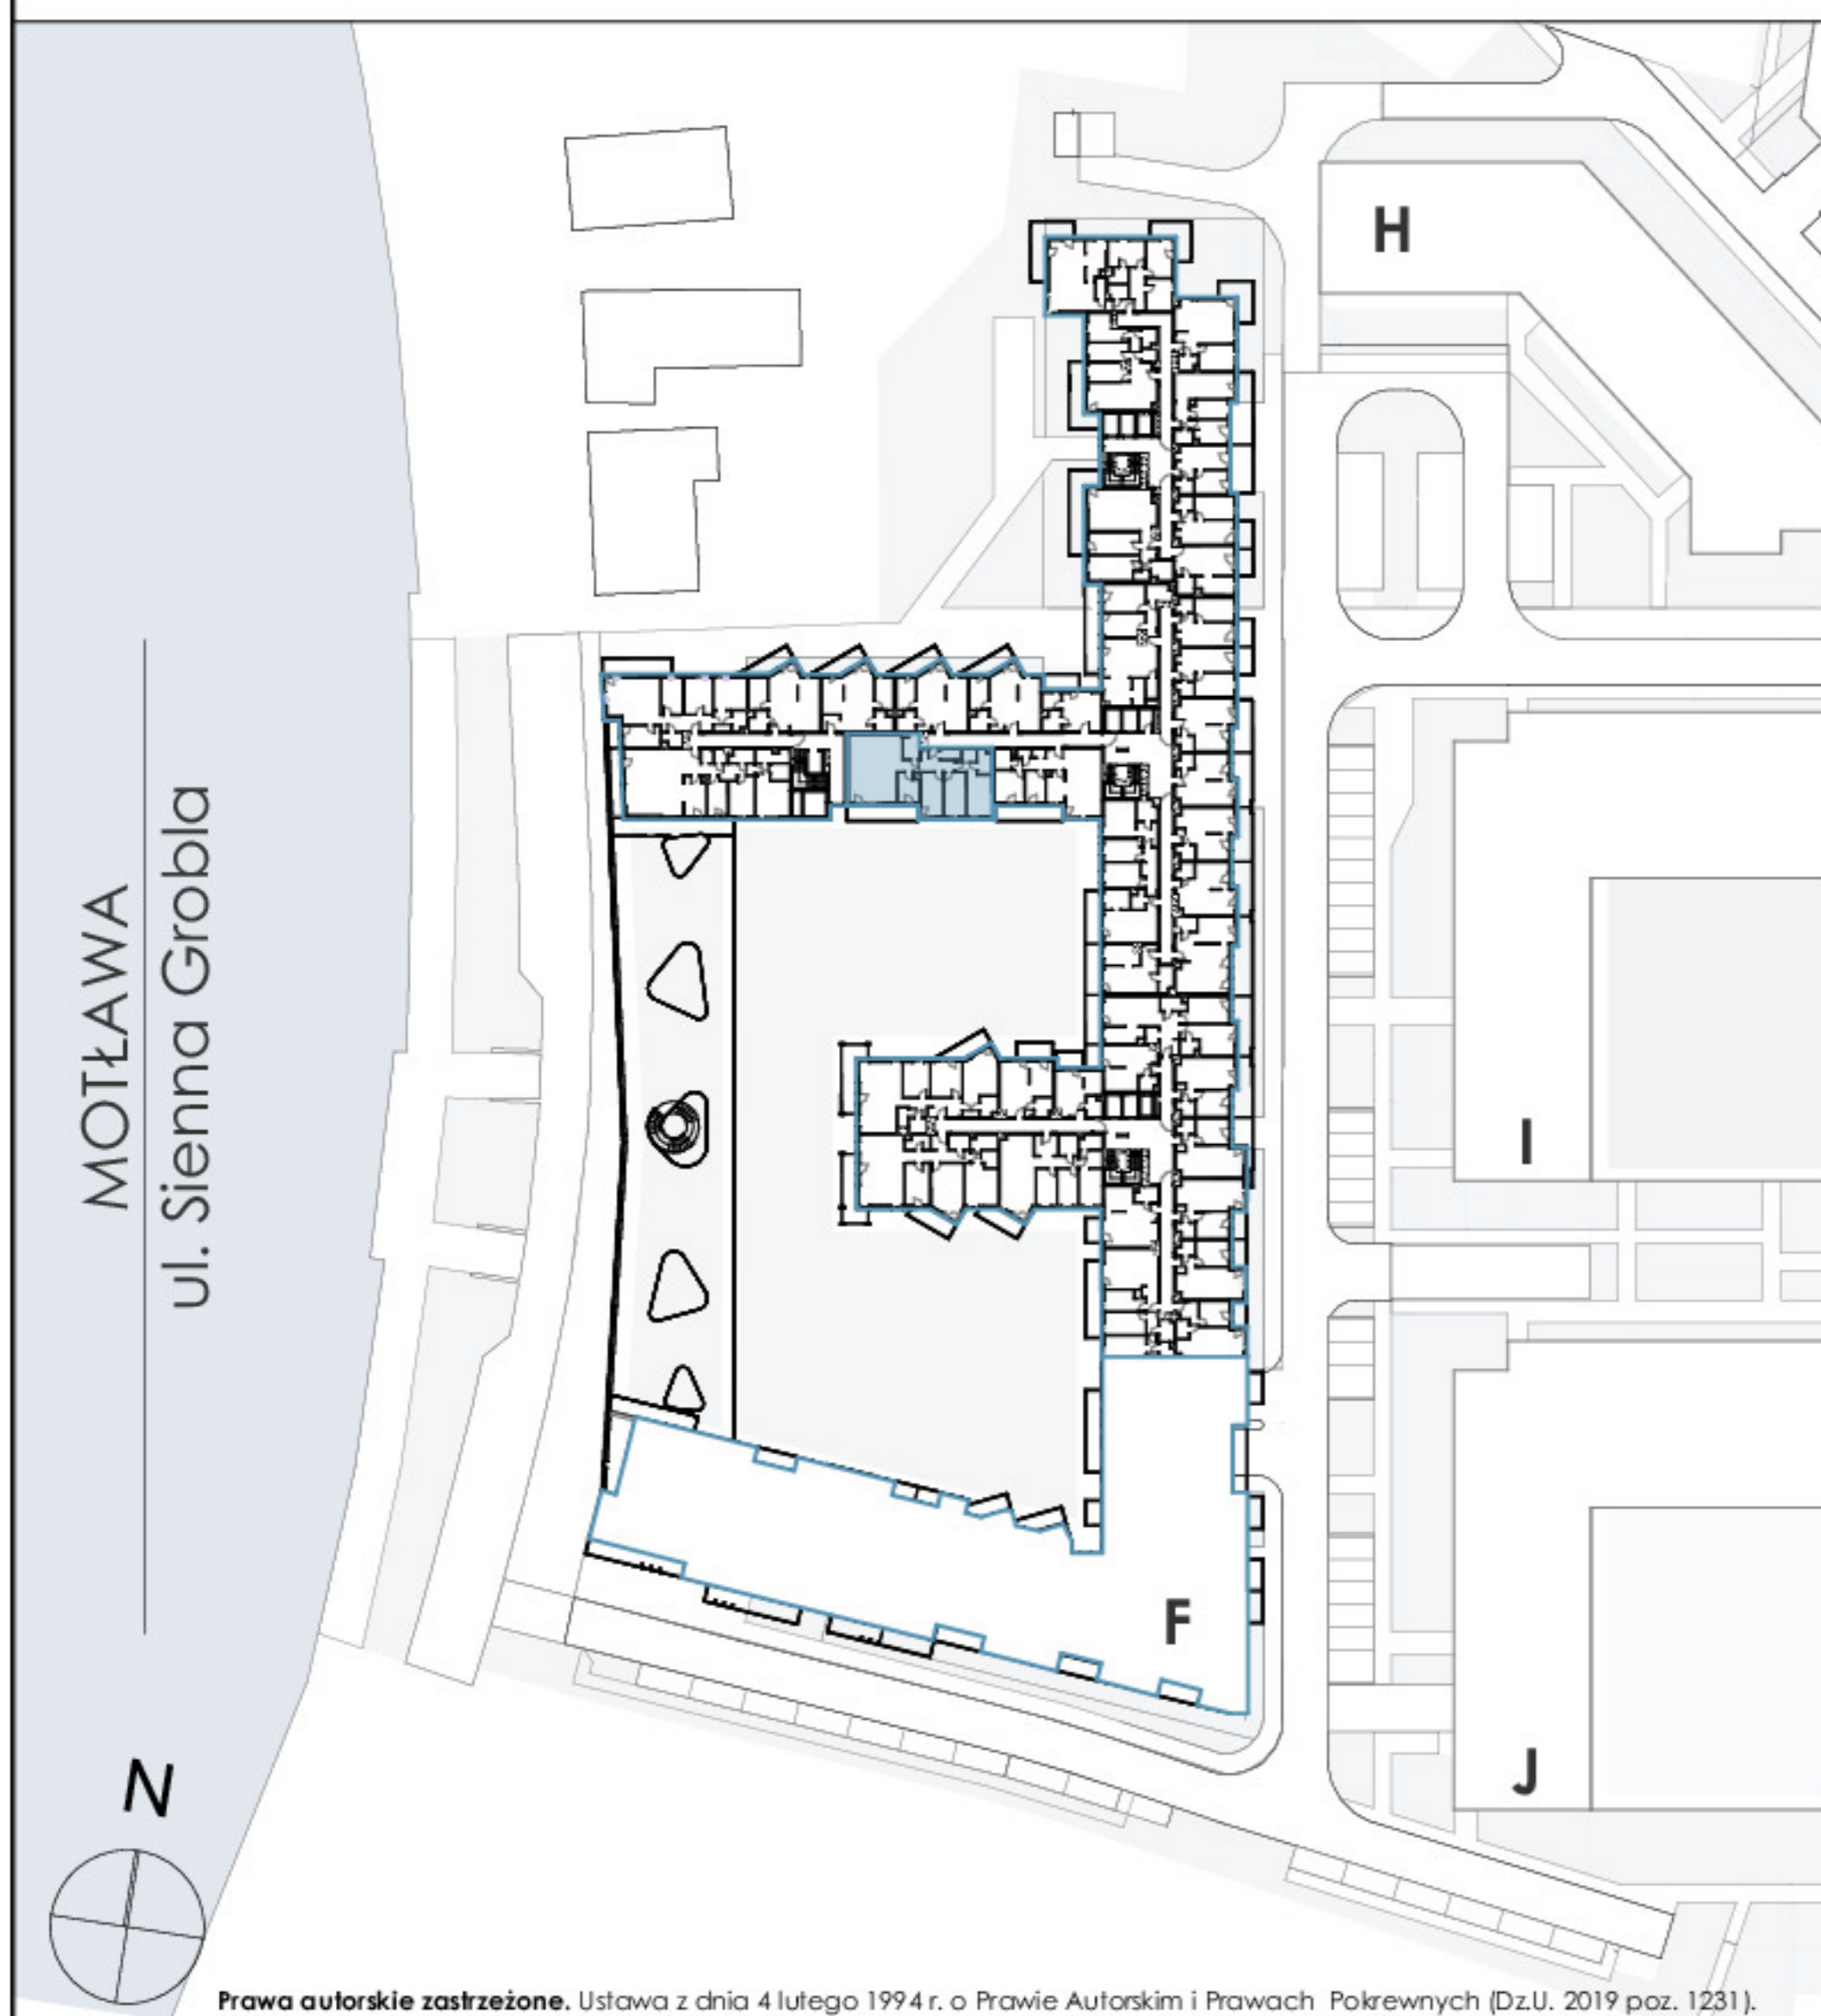 H
MOTŁAWA
ul. Sienna Grobla
I
F
J
N
Prawa autorskie zastrzeżone. Ustawa z dnia 4 lutego 1994 r. o Prawie Autorskim i Prawach Pokrewnych (Dz.U. 2019 poz. 1231).